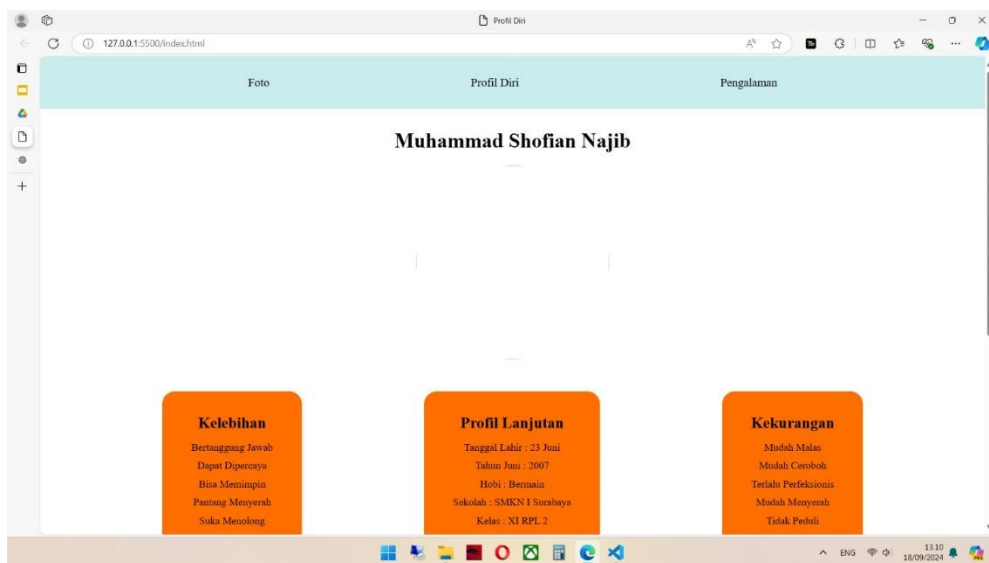 Profil Diri
127.0.0.1:5500/index.html
Foto Profil Diri Pengalaman
Muhammad Shofian Najib
Kelebihan
Bertanggung Jawab
Dapat Dipercaya
Bisa Memimpin
Pantang Menyerah
Suka Menolong
Profil Lanjutan
Tanggal Lahir : 23 Juni
Tahun Juni : 2007
Hobi : Bermain
Sekolah : SMKN I Surabaya
Kelas : XI RPL 2
Kekurangan
Mudah Malas
Mudah Ceroboh
Terlalu Perfeksionis
Mudah Menyerah
Tidak Peduli
ENG
13.10
18/09/2024